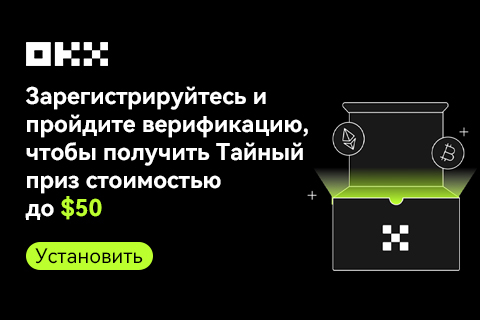 OKX
Зарегистрируйтесь и
пройдите верификацию,
чтобы получить Тайный
приз стоимостью
до $50
Установить